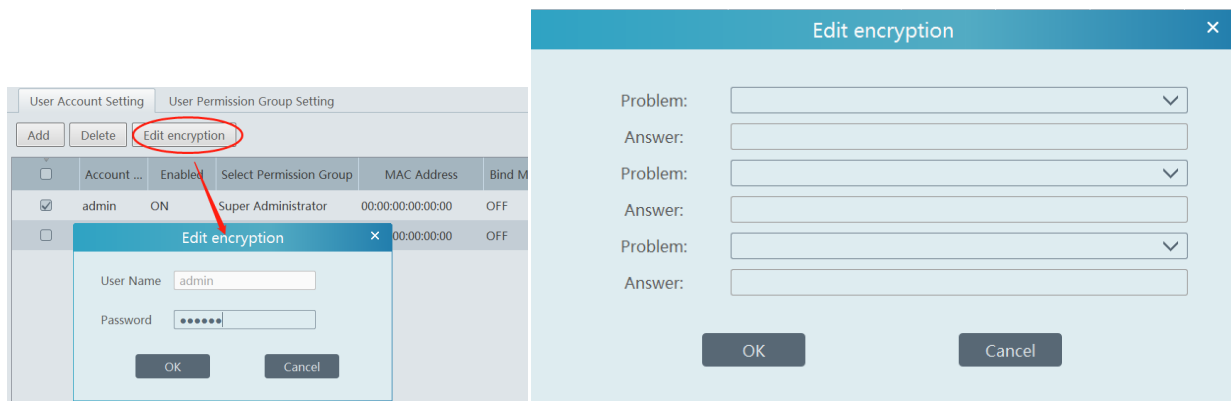 User Account Setting User Permission Group Setting
Add Delete Edit encryption
Account ... Enabled Select Permission Group MAC Address Bind M
admin ON Super Administrator 00:00:00:00:00:00 OFF
Edit encryption × 00:00:00:00:00 OFF
User Name admin
Password ••••••
OK Cancel
Edit encryption ×
Problem:
Answer:
Problem:
Answer:
Problem:
Answer:
OK Cancel